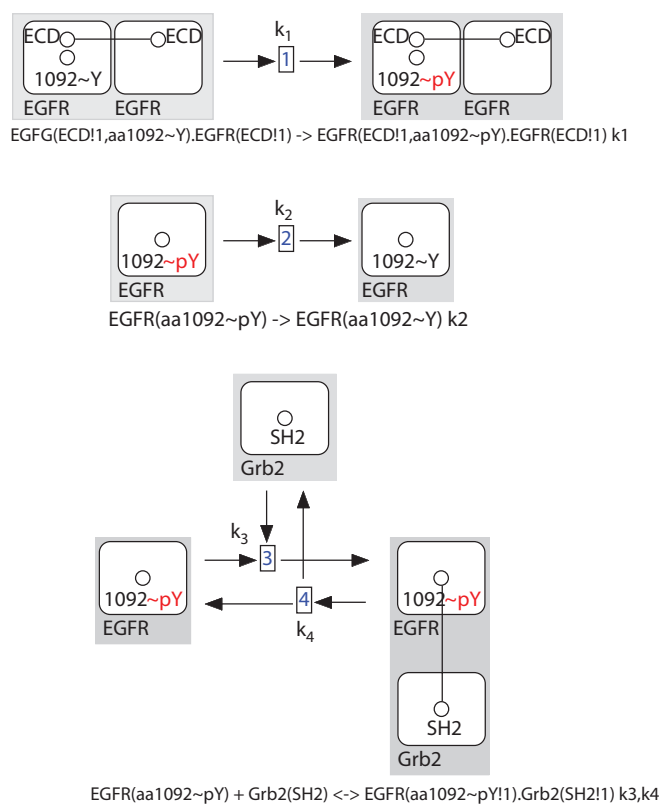 k1
ECD ECD 1 ECD ECD
1092~Y 1092~pY
EGFR EGFR EGFR EGFR
EGFG(ECD!1,aa1092~Y).EGFR(ECD!1) -> EGFR(ECD!1,aa1092~pY).EGFR(ECD!1) k1
k2
2
1092~pY 1092~Y
EGFR EGFR
EGFR(aa1092~pY) -> EGFR(aa1092~Y) k2
SH2
Grb2
k3
3
1092~pY 4 1092~pY
EGFR k4 EGFR
SH2
Grb2
EGFR(aa1092~pY) + Grb2(SH2) <-> EGFR(aa1092~pY!1).Grb2(SH2!1) k3,k4